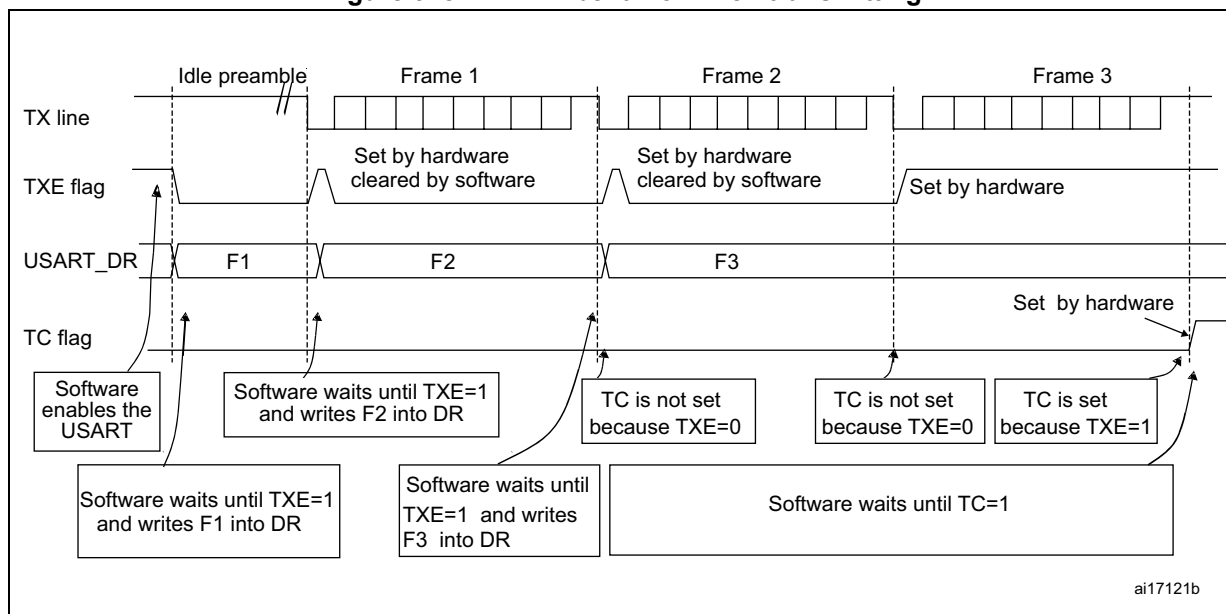 Idle preamble
Frame 1
Frame 2
Frame 3
TX line
Set by hardware
cleared by software
Set by hardware
cleared by software
TXE flag
Set by hardware
USART_DR
F1
F2
F3
Set by hardware
TC flag
Software
enables the
USART
Software waits until TXE=1
and writes F2 into DR
TC is not set
because TXE=0
TC is not set
because TXE=0
TC is set
because TXE=1
Software waits until TXE=1
and writes F1 into DR
Software waits until
TXE=1 and writes
F3 into DR
Software waits until TC=1
ai17121b